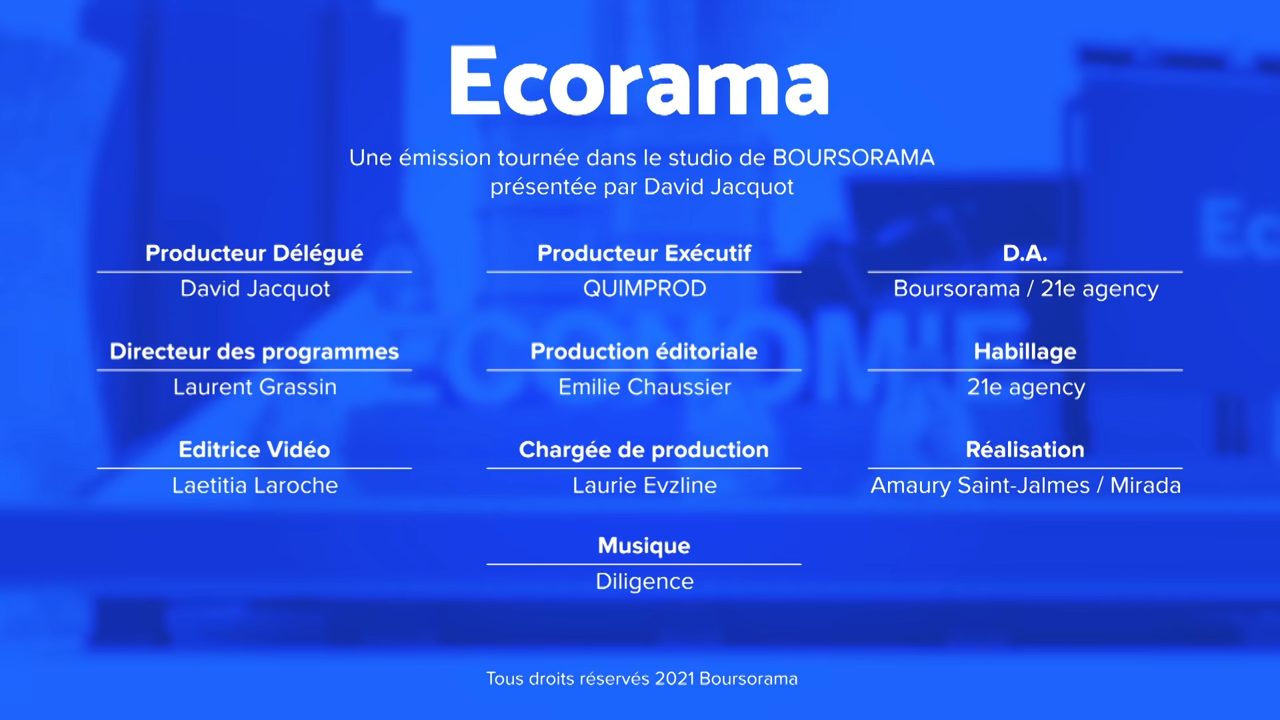 Ecorama
Une émission tournée dans le studio de BOURSORAMA
présentée par David Jacquot
Producteur Délégué
David Jacquot
Producteur Exécutif
QUIMPROD
D.A.
Boursorama / 21e agency
Directeur des programmes
Laurent Grassin
Production éditoriale
Emilie Chaussier
Habillage
21e agency
Editrice Vidéo
Laetitia Laroche
Chargée de production
Laurie Evzline
Réalisation
Amaury Saint-Jalmes / Mirada
Musique
Diligence
Tous droits réservés 2021 Boursorama
ECONOMIE
Ec